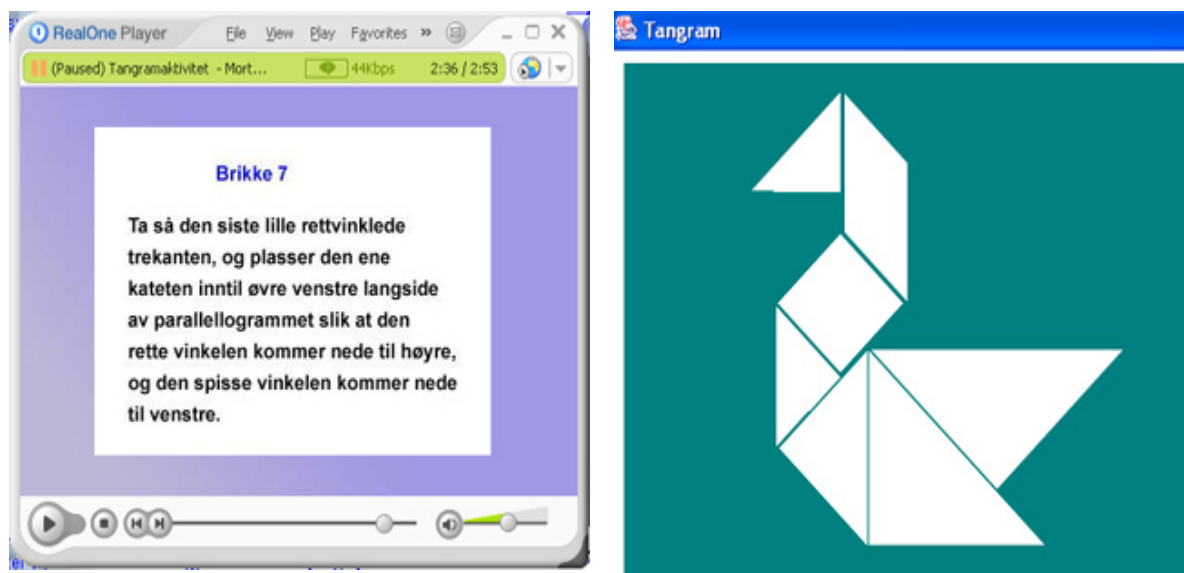 RealOne Player File View Play Favorites »
(Paused) Tangramaktivitet - Mort... 44Kbps 2:36 / 2:53
Brikke 7
Ta så den siste lille rettvinklede
trekanten, og plasser den ene
kateten inntil øvre venstre langside
av parallellogrammet slik at den
rette vinkelen kommer nede til høyre,
og den spisse vinkelen kommer nede
til venstre.
Tangram